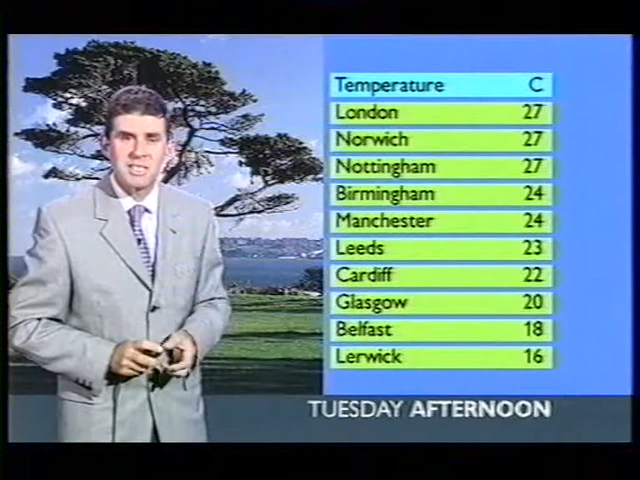 Temperature C
London 27
Norwich 27
Nottingham 27
Birmingham 24
Manchester 24
Leeds 23
Cardiff 22
Glasgow 20
Belfast 18
Lerwick 16
TUESDAY AFTERNOON